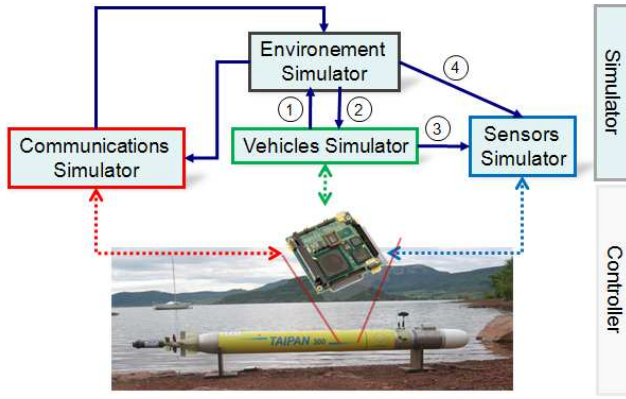 Environement
Simulator
4
1
2
3
Communications
Simulator
Vehicles Simulator
Sensors
Simulator
Simulator
Controller
TAIPAN 300